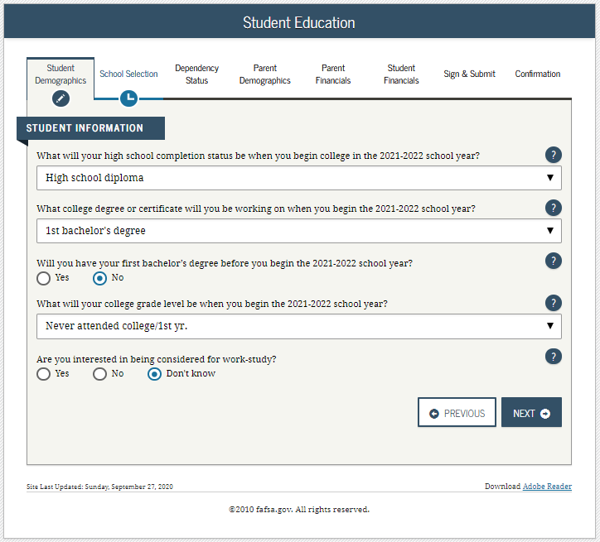 Student Education
Student Demographics
School Selection
Dependency Status
Parent Demographics
Parent Financials
Student Financials
Sign & Submit
Confirmation
STUDENT INFORMATION
What will your high school completion status be when you begin college in the 2021-2022 school year? ?
High school diploma
What college degree or certificate will you be working on when you begin the 2021-2022 school year? ?
1st bachelor's degree
Will you have your first bachelor's degree before you begin the 2021-2022 school year? ?
Yes No
What will your college grade level be when you begin the 2021-2022 school year? ?
Never attended college/1st yr.
Are you interested in being considered for work-study? ?
Yes No Don't know
PREVIOUS NEXT
Site Last Updated: Sunday, September 27, 2020 Download Adobe Reader
©2010 fafsa.gov. All rights reserved.